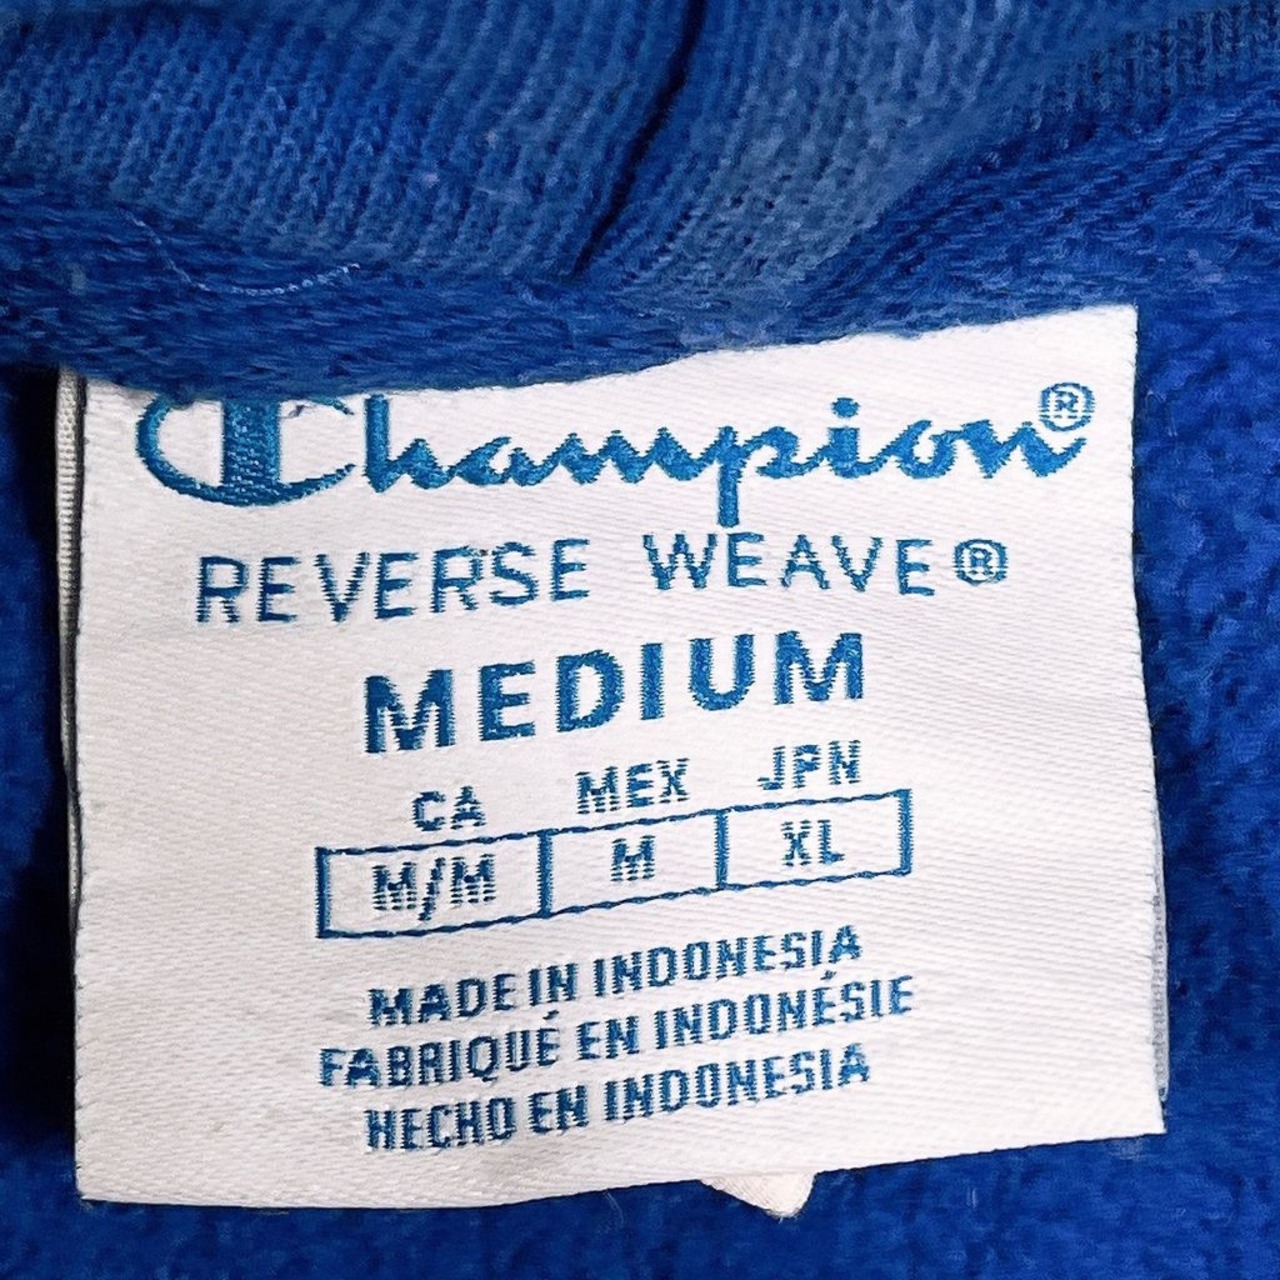 Champion®
REVERSE WEAVE®
MEDIUM
CA MEX JPN
M/M M XL
MADE IN INDONESIA
FABRIQUÉ EN INDONÉSIE
HECHO EN INDONESIA